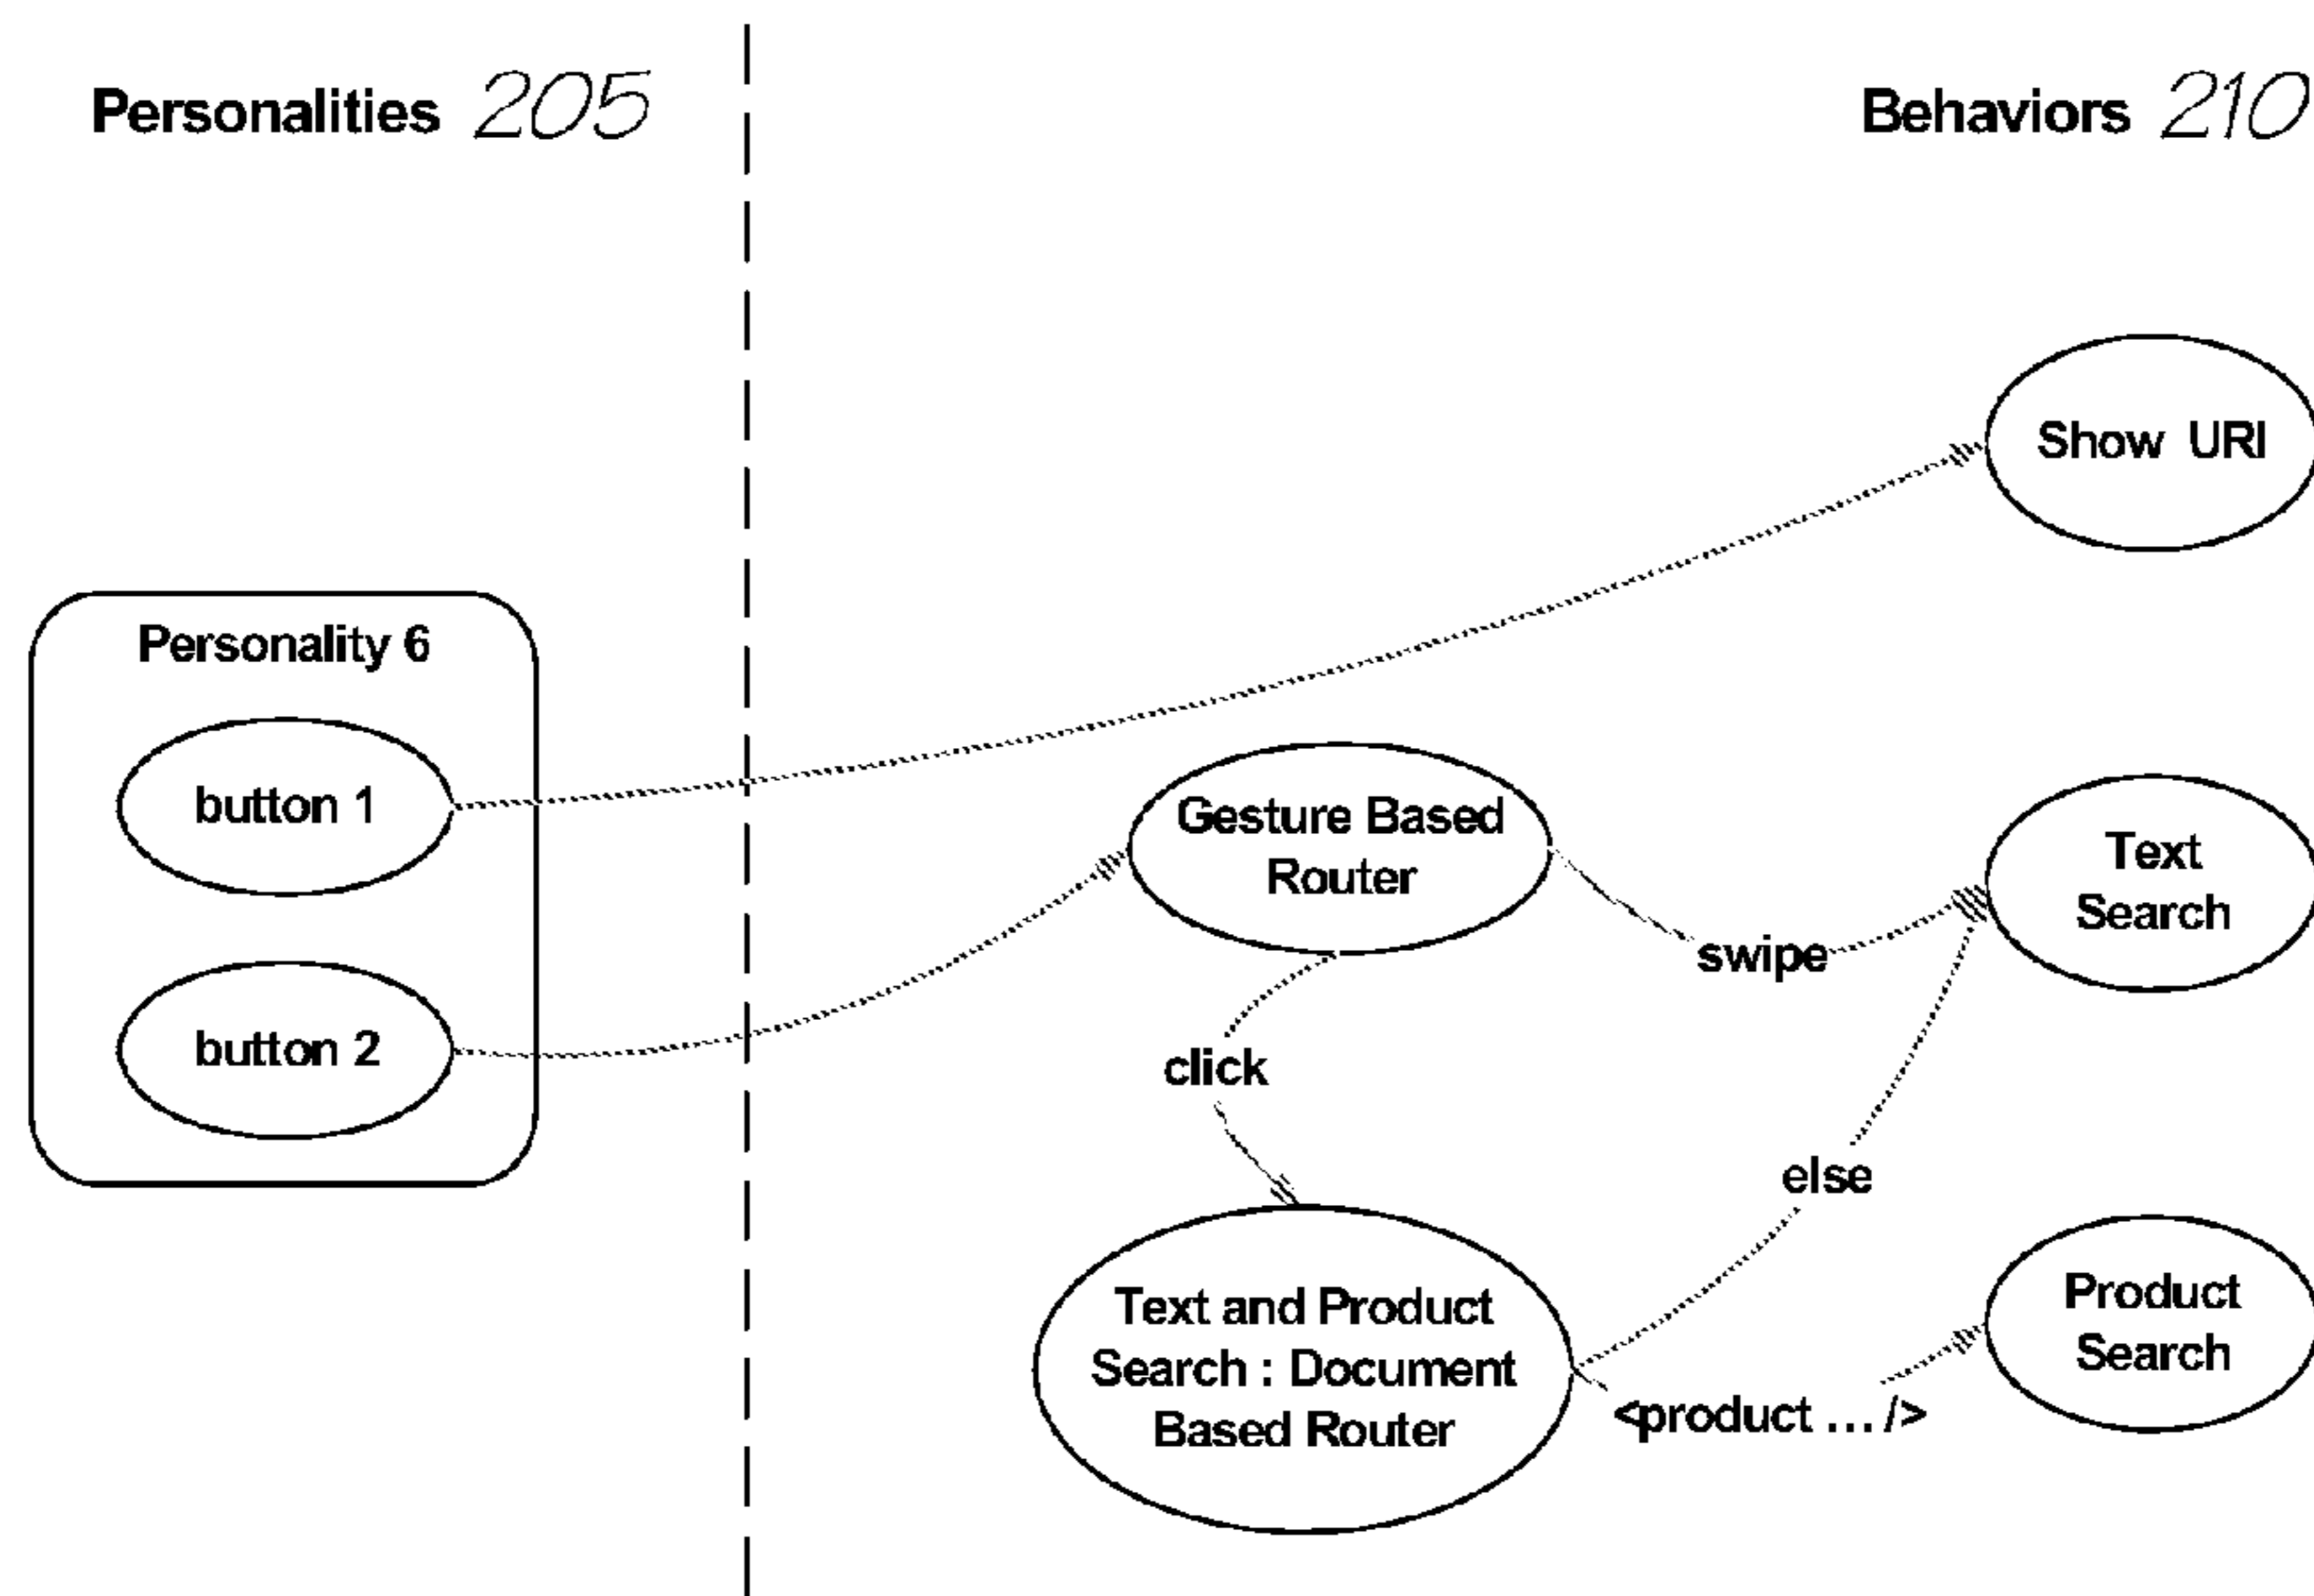 Personalities 205
Behaviors 210
Show URI
Personality 6
button 1
button 2
Gesture Based
Router
swipe
Text
Search
click
else
Text and Product
Search : Document
Based Router
<product ... />
Product
Search